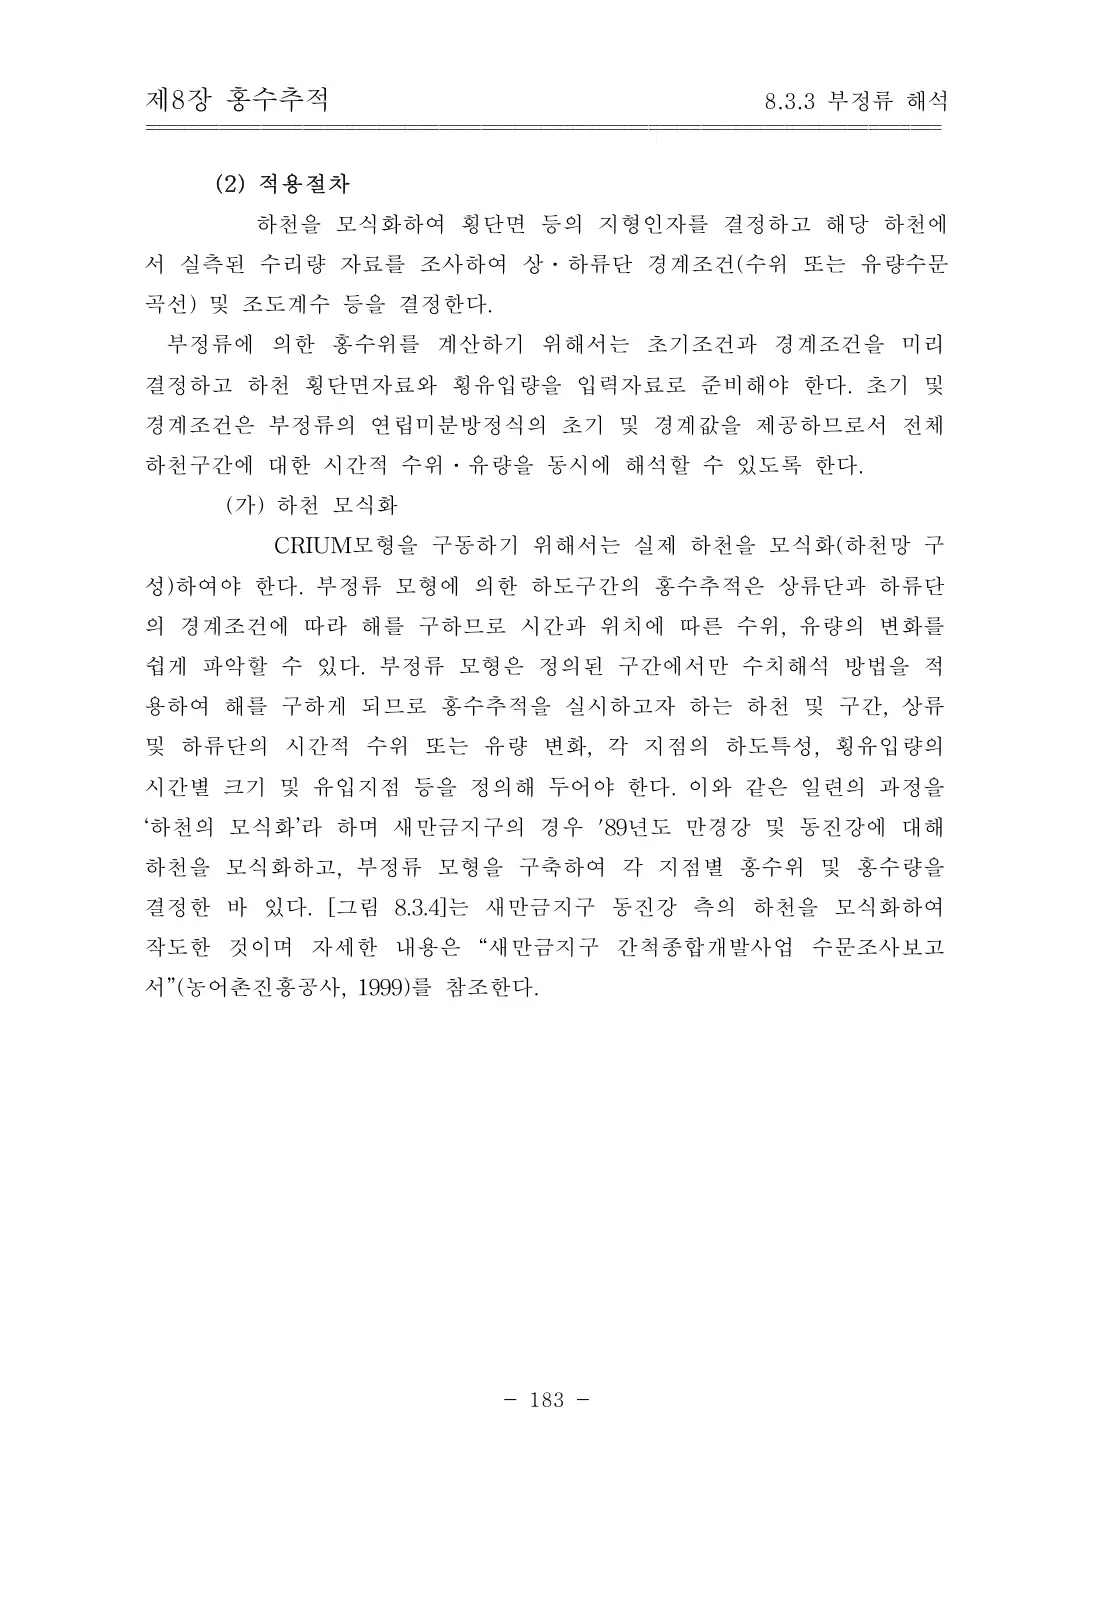 제8장 홍수추적 8.3.3 부정류 해석
(2) 적용절차
하천을 모식화하여 횡단면 등의 지형인자를 결정하고 해당 하천에
서 실측된 수리량 자료를 조사하여 상·하류단 경계조건(수위 또는 유량수문
곡선) 및 조도계수 등을 결정한다.
부정류에 의한 홍수위를 계산하기 위해서는 초기조건과 경계조건을 미리
결정하고 하천 횡단면자료와 횡유입량을 입력자료로 준비해야 한다. 초기 및
경계조건은 부정류의 연립미분방정식의 초기 및 경계값을 제공하므로서 전체
하천구간에 대한 시간적 수위·유량을 동시에 해석할 수 있도록 한다.
(가) 하천 모식화
CRIUM모형을 구동하기 위해서는 실제 하천을 모식화(하천망 구
성)하여야 한다. 부정류 모형에 의한 하도구간의 홍수추적은 상류단과 하류단
의 경계조건에 따라 해를 구하므로 시간과 위치에 따른 수위, 유량의 변화를
쉽게 파악할 수 있다. 부정류 모형은 정의된 구간에서만 수치해석 방법을 적
용하여 해를 구하게 되므로 홍수추적을 실시하고자 하는 하천 및 구간, 상류
및 하류단의 시간적 수위 또는 유량 변화, 각 지점의 하도특성, 횡유입량의
시간별 크기 및 유입지점 등을 정의해 두어야 한다. 이와 같은 일련의 과정을
‘하천의 모식화’라 하며 새만금지구의 경우 '89년도 만경강 및 동진강에 대해
하천을 모식화하고, 부정류 모형을 구축하여 각 지점별 홍수위 및 홍수량을
결정한 바 있다. [그림 8.3.4]는 새만금지구 동진강 측의 하천을 모식화하여
작도한 것이며 자세한 내용은 “새만금지구 간척종합개발사업 수문조사보고
서”(농어촌진흥공사, 1999)를 참조한다.
- 183 -